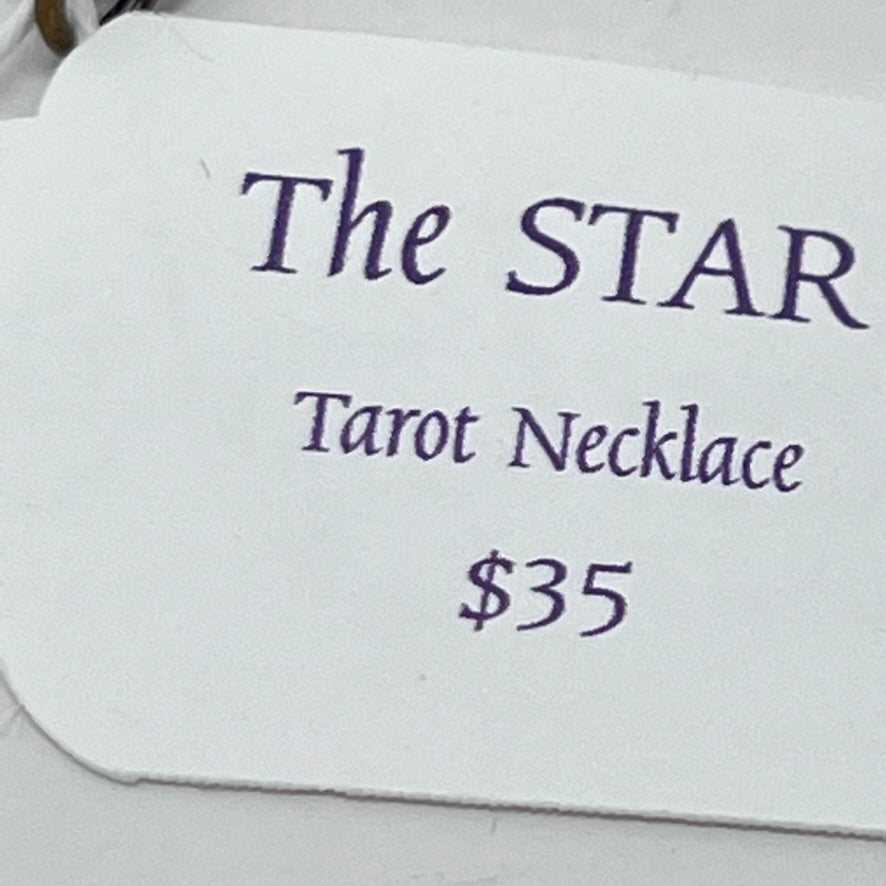 The STAR
Tarot Necklace
$35